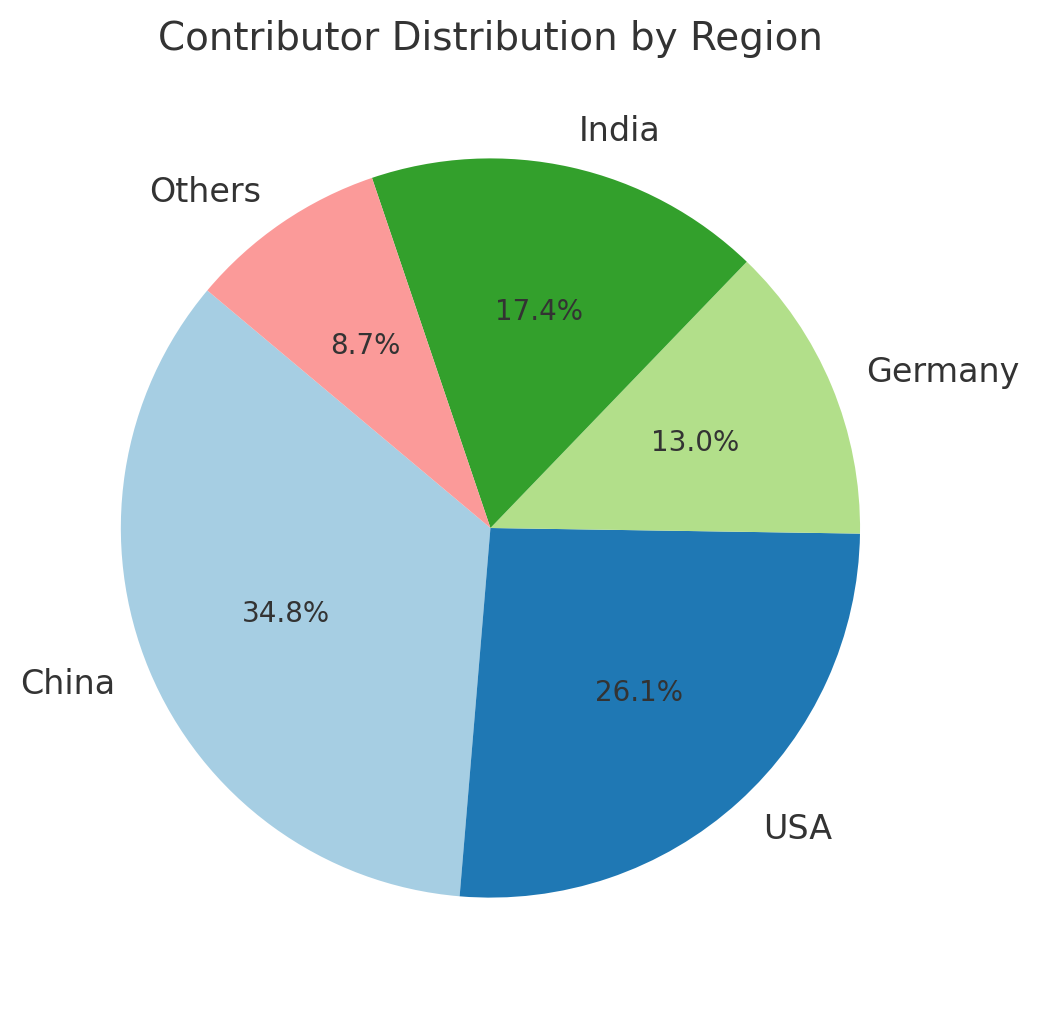 Contributor Distribution by Region
India
Others
17.4%
8.7%
Germany
13.0%
34.8%
China
26.1%
USA